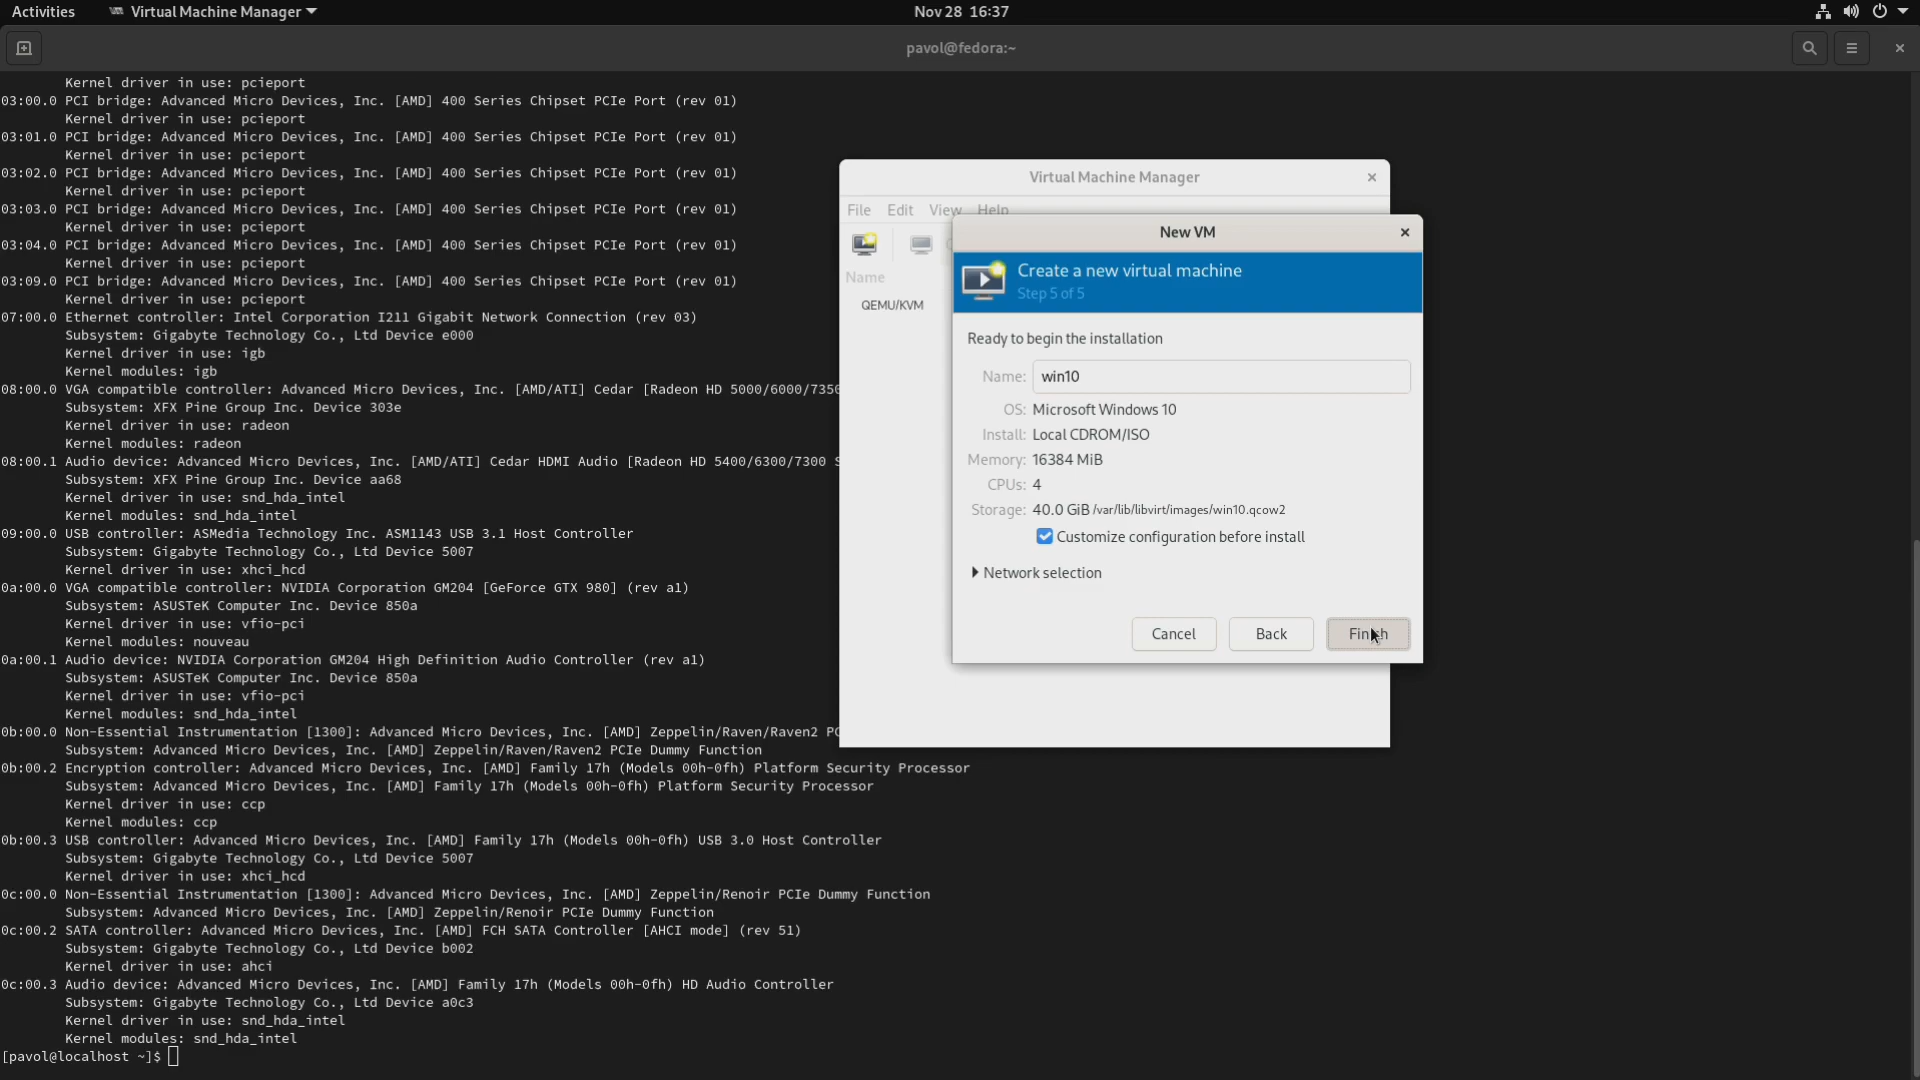 Activities
Virtual Machine Manager
Nov 28 16:37
pavol@fedora:~
Kernel driver in use: pcieport
03:00.0 PCI bridge: Advanced Micro Devices, Inc. [AMD] 400 Series Chipset PCIe Port (rev 01)
Kernel driver in use: pcieport
03:01.0 PCI bridge: Advanced Micro Devices, Inc. [AMD] 400 Series Chipset PCIe Port (rev 01)
Kernel driver in use: pcieport
03:02.0 PCI bridge: Advanced Micro Devices, Inc. [AMD] 400 Series Chipset PCIe Port (rev 01)
Kernel driver in use: pcieport
03:03.0 PCI bridge: Advanced Micro Devices, Inc. [AMD] 400 Series Chipset PCIe Port (rev 01)
Kernel driver in use: pcieport
03:04.0 PCI bridge: Advanced Micro Devices, Inc. [AMD] 400 Series Chipset PCIe Port (rev 01)
Kernel driver in use: pcieport
03:09.0 PCI bridge: Advanced Micro Devices, Inc. [AMD] 400 Series Chipset PCIe Port (rev 01)
Kernel driver in use: pcieport
07:00.0 Ethernet controller: Intel Corporation I211 Gigabit Network Connection (rev 03)
Subsystem: Gigabyte Technology Co., Ltd Device e000
Kernel driver in use: igb
Kernel modules: igb
08:00.0 VGA compatible controller: Advanced Micro Devices, Inc. [AMD/ATI] Cedar [Radeon HD 5000/6000/7350
Subsystem: XFX Pine Group Inc. Device 303e
Kernel driver in use: radeon
Kernel modules: radeon
08:00.1 Audio device: Advanced Micro Devices, Inc. [AMD/ATI] Cedar HDMI Audio [Radeon HD 5400/6300/7300 S
Subsystem: XFX Pine Group Inc. Device aa68
Kernel driver in use: snd_hda_intel
Kernel modules: snd_hda_intel
09:00.0 USB controller: ASMedia Technology Inc. ASM1143 USB 3.1 Host Controller
Subsystem: Gigabyte Technology Co., Ltd Device 5007
Kernel driver in use: xhci_hcd
0a:00.0 VGA compatible controller: NVIDIA Corporation GM204 [GeForce GTX 980] (rev a1)
Subsystem: ASUSTeK Computer Inc. Device 850a
Kernel driver in use: vfio-pci
Kernel modules: nouveau
0a:00.1 Audio device: NVIDIA Corporation GM204 High Definition Audio Controller (rev a1)
Subsystem: ASUSTeK Computer Inc. Device 850a
Kernel driver in use: vfio-pci
Kernel modules: snd_hda_intel
0b:00.0 Non-Essential Instrumentation [1300]: Advanced Micro Devices, Inc. [AMD] Zeppelin/Raven/Raven2 PC
Subsystem: Advanced Micro Devices, Inc. [AMD] Zeppelin/Raven/Raven2 PCIe Dummy Function
0b:00.2 Encryption controller: Advanced Micro Devices, Inc. [AMD] Family 17h (Models 00h-0fh) Platform Security Processor
Subsystem: Advanced Micro Devices, Inc. [AMD] Family 17h (Models 00h-0fh) Platform Security Processor
Kernel driver in use: ccp
Kernel modules: ccp
0b:00.3 USB controller: Advanced Micro Devices, Inc. [AMD] Family 17h (Models 00h-0fh) USB 3.0 Host Controller
Subsystem: Gigabyte Technology Co., Ltd Device 5007
Kernel driver in use: xhci_hcd
0c:00.0 Non-Essential Instrumentation [1300]: Advanced Micro Devices, Inc. [AMD] Zeppelin/Renoir PCIe Dummy Function
Subsystem: Advanced Micro Devices, Inc. [AMD] Zeppelin/Renoir PCIe Dummy Function
0c:00.2 SATA controller: Advanced Micro Devices, Inc. [AMD] FCH SATA Controller [AHCI mode] (rev 51)
Subsystem: Gigabyte Technology Co., Ltd Device b002
Kernel driver in use: ahci
0c:00.3 Audio device: Advanced Micro Devices, Inc. [AMD] Family 17h (Models 00h-0fh) HD Audio Controller
Subsystem: Gigabyte Technology Co., Ltd Device a0c3
Kernel driver in use: snd_hda_intel
Kernel modules: snd_hda_intel
[pavol@localhost ~]$
Virtual Machine Manager
File Edit View Help
Name
QEMU/KVM
New VM
Create a new virtual machine
Step 5 of 5
Ready to begin the installation
Name: win10
OS: Microsoft Windows 10
Install: Local CDROM/ISO
Memory: 16384 MiB
CPUs: 4
Storage: 40.0 GiB /var/lib/libvirt/images/win10.qcow2
Customize configuration before install
Network selection
Cancel Back Finish